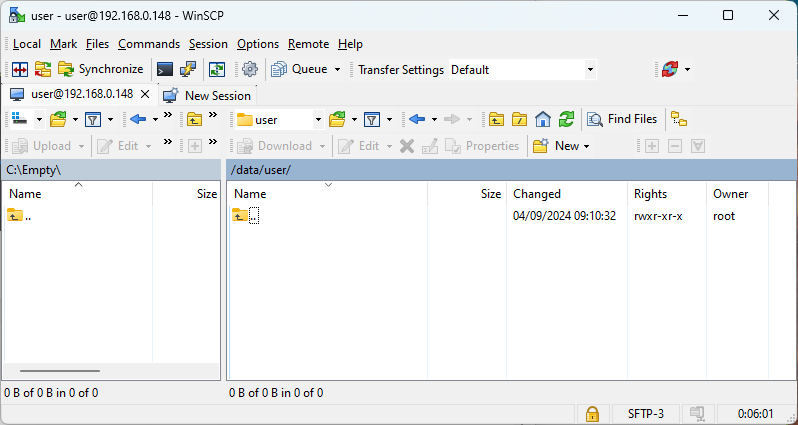 user - user@192.168.0.148 - WinSCP
Local Mark Files Commands Session Options Remote Help
Synchronize Queue Transfer Settings Default
user@192.168.0.148 New Session
user Find Files
Upload Edit Download Edit Properties New
C:\Empty\ /data/user/
Name Size Name Size Changed Rights Owner
.. .. 04/09/2024 09:10:32 rwxr-xr-x root
0 B of 0 B in 0 of 0 0 B of 0 B in 0 of 0
SFTP-3 0:06:01